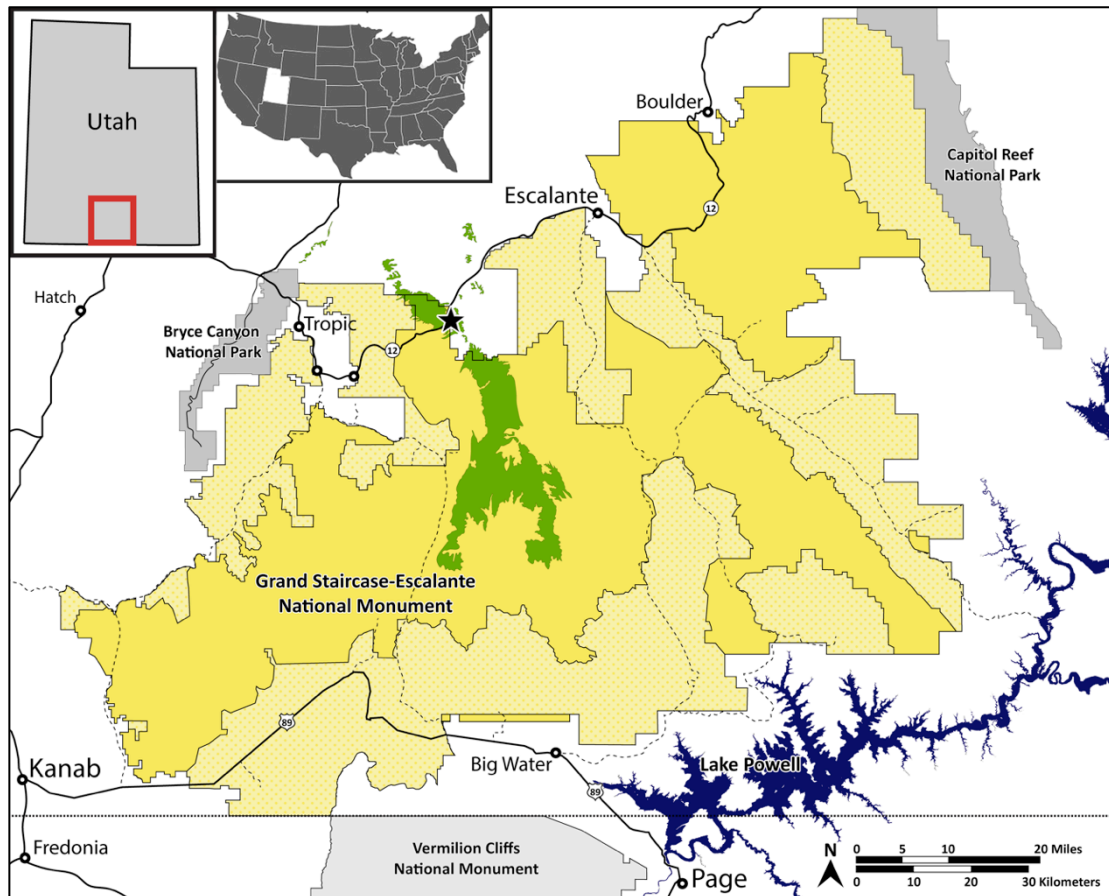 Utah
Boulder
Capitol Reef
National Park
Escalante
12
Hatch
Bryce Canyon
National Park
Tropic
12
Grand Staircase-Escalante
National Monument
89
Kanab
Big Water
Lake Powell
89
Fredonia
Vermilion Cliffs
National Monument
Page
N
0 5 10 20 Miles
0 10 20 30 Kilometers